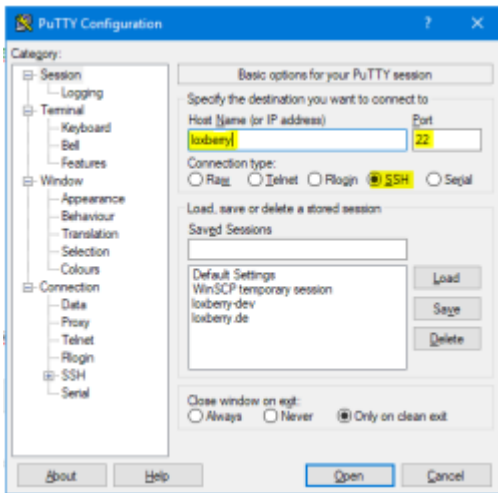 PuTTY Configuration
? ×
Category:
Session
Logging
Terminal
Keyboard
Bell
Features
Window
Appearance
Behaviour
Translation
Selection
Colours
Connection
Data
Proxy
Telnet
Rlogin
SSH
Serial
Basic options for your PuTTY session
Specify the destination you want to connect to
Host Name (or IP address) Port
loxberry 22
Connection type:
Raw Telnet Rlogin SSH Serial
Load, save or delete a stored session
Saved Sessions
Default Settings
WinSCP temporary session
loxberry-dev
loxberry.de
Load
Save
Delete
Close window on exit:
Always Never Only on clean exit
About Help Open Cancel